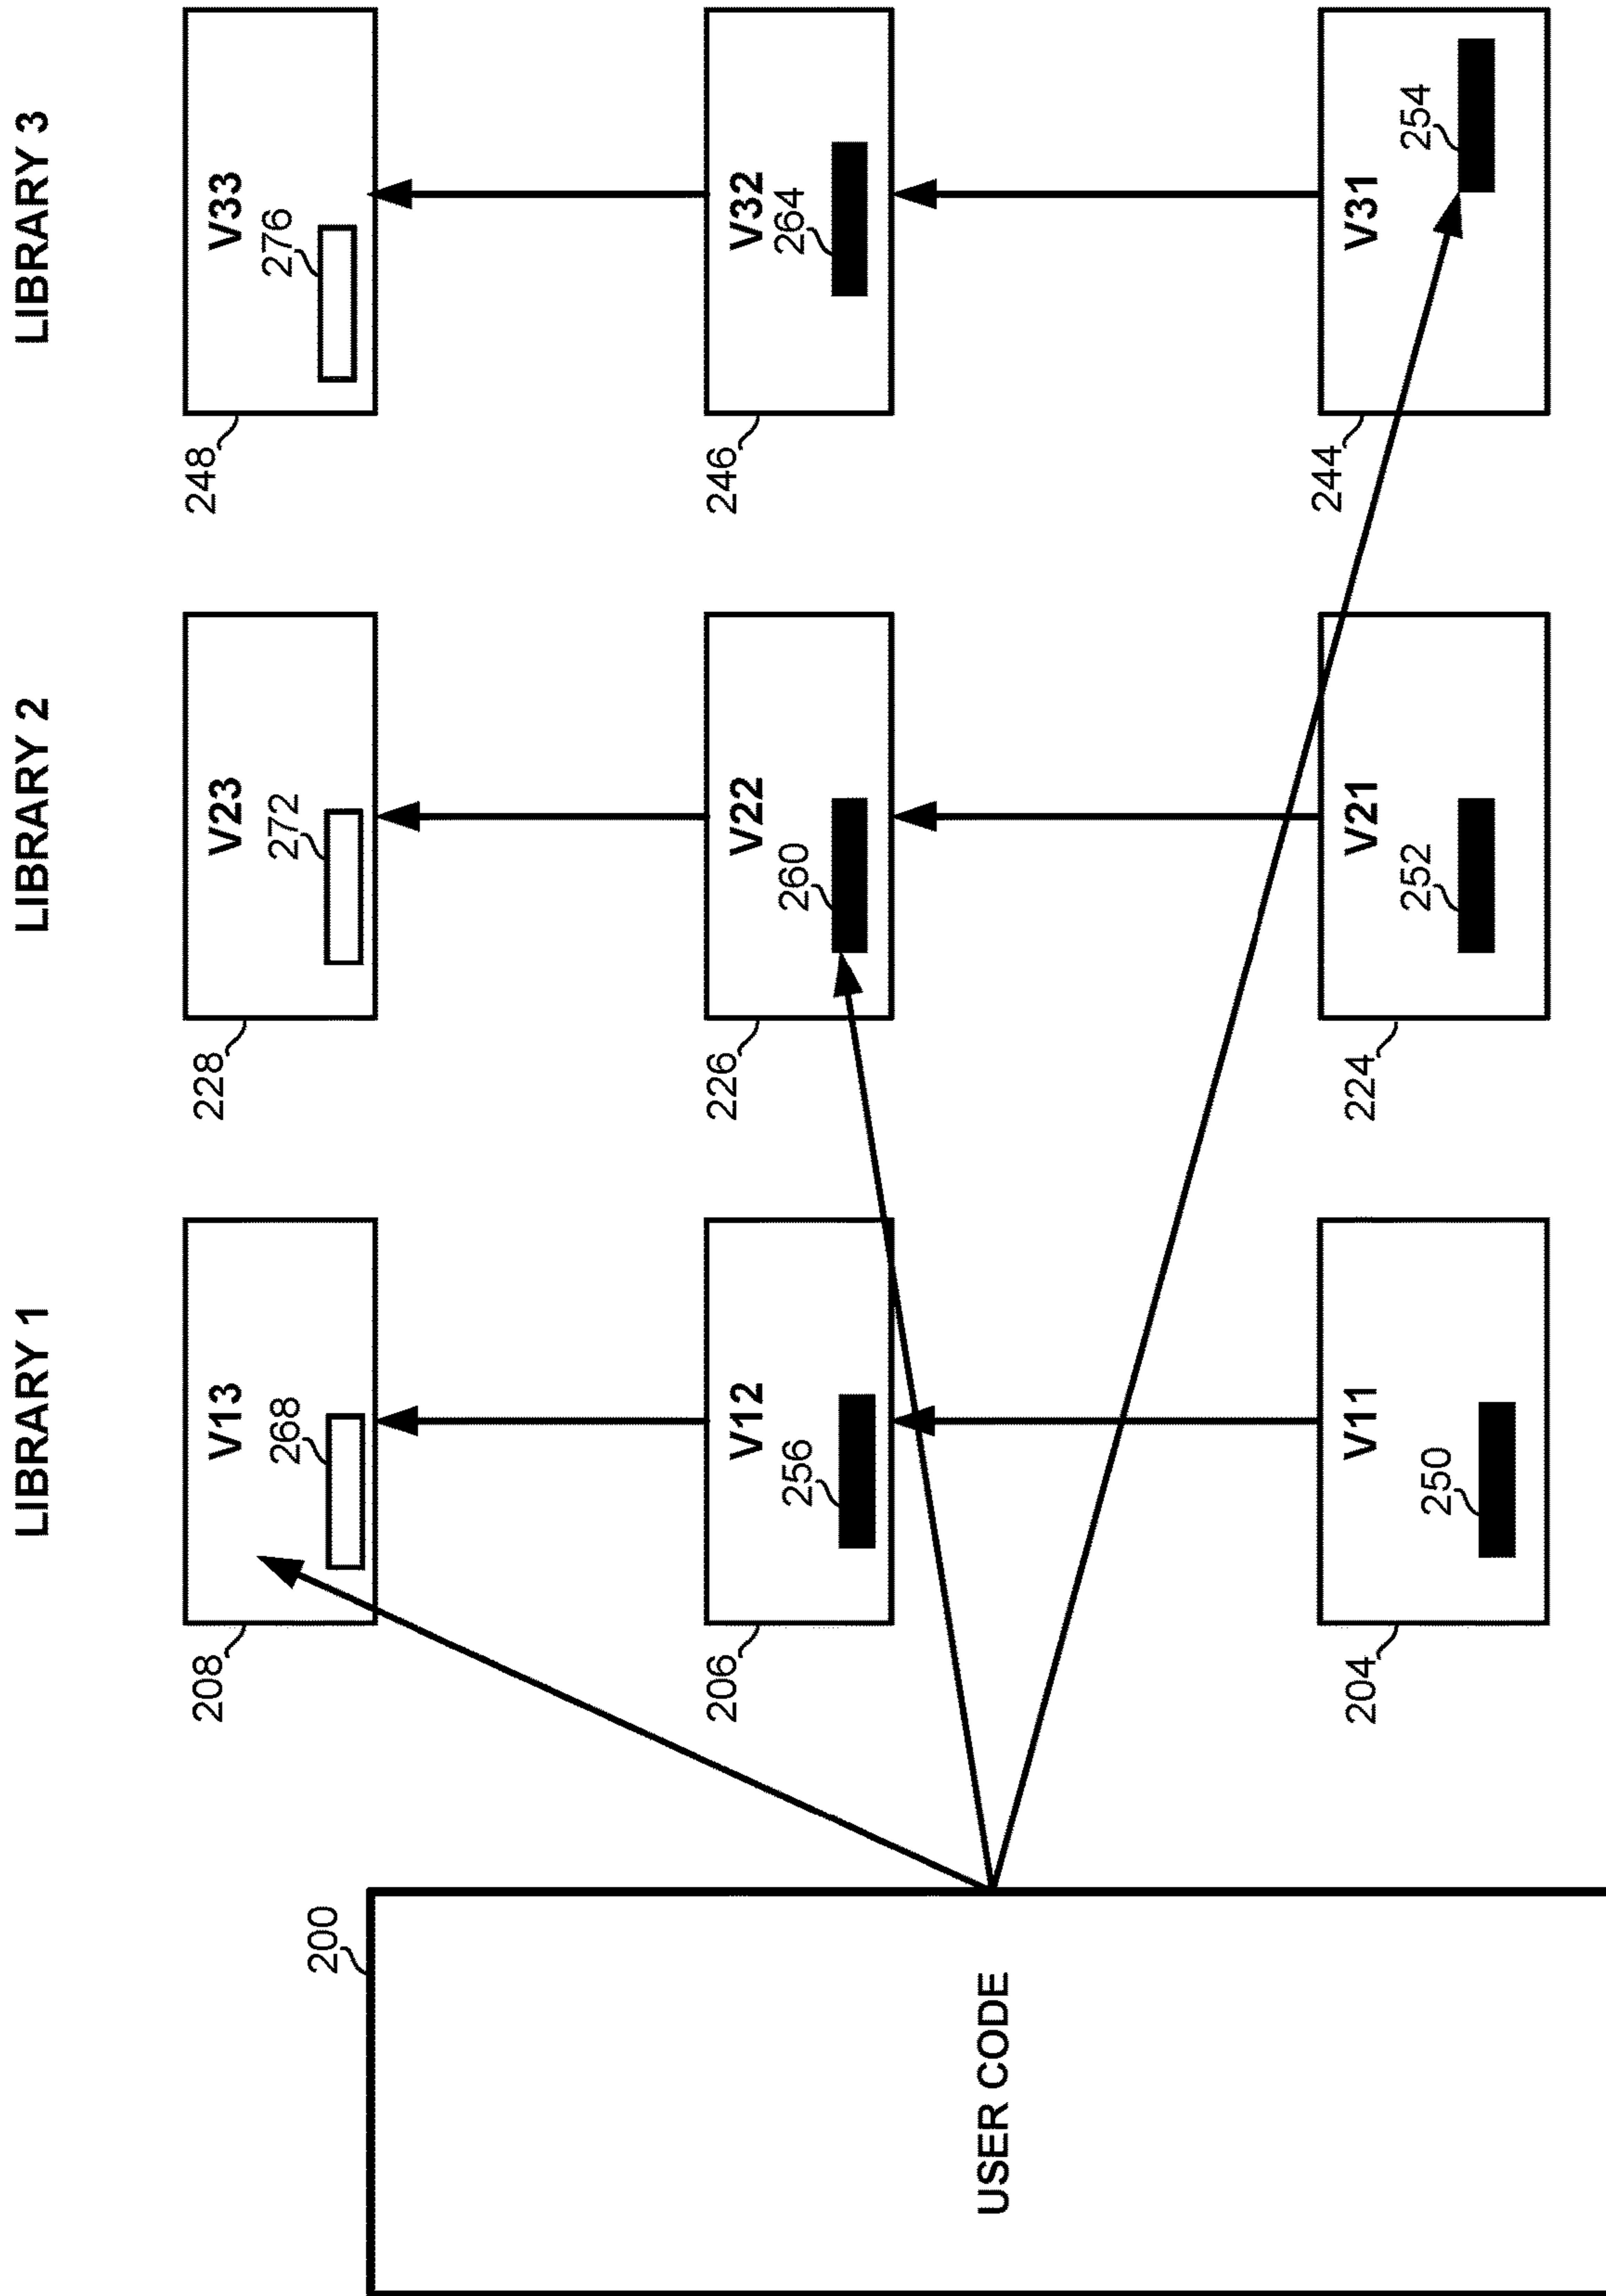 LIBRARY 1
LIBRARY 2
LIBRARY 3
200
USER CODE
208
V13
268
228
V23
272
248
V33
276
206
V12
256
226
V22
260
246
V32
264
204
V11
250
224
V21
252
244
V31
254